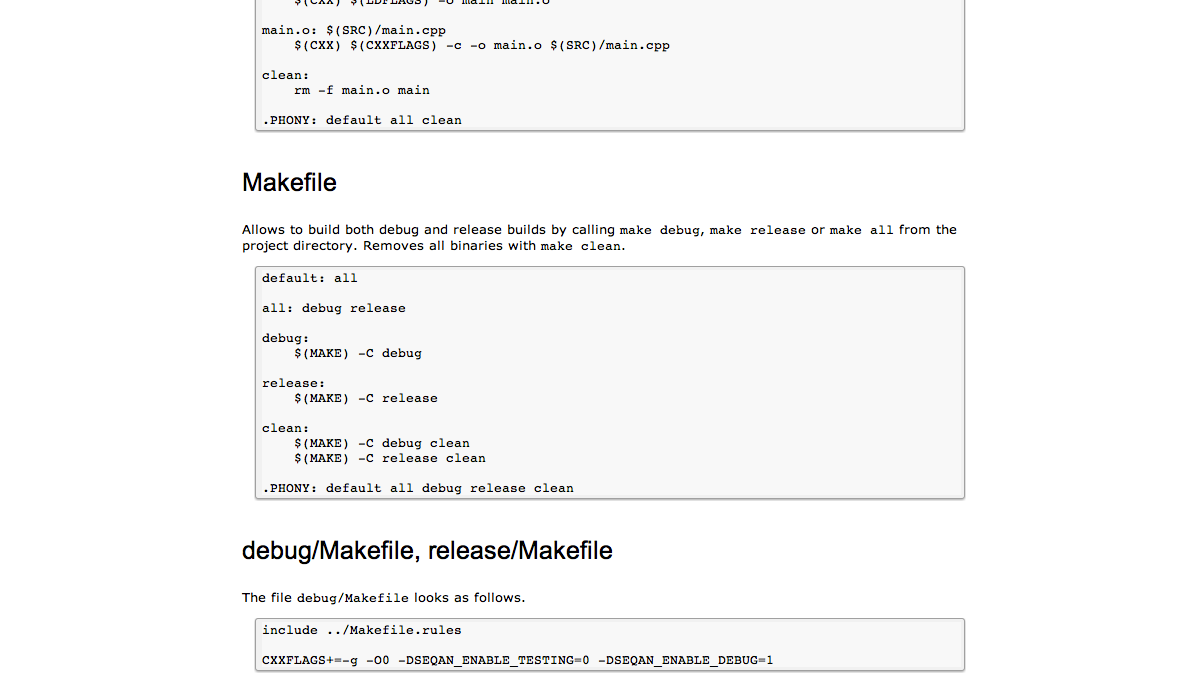 main.o: $(SRC)/main.cpp
$(CXX) $(CXXFLAGS) -c -o main.o $(SRC)/main.cpp
clean:
rm -f main.o main
.PHONY: default all clean
Makefile
Allows to build both debug and release builds by calling make debug, make release or make all from the
project directory. Removes all binaries with make clean.
default: all
all: debug release
debug:
$(MAKE) -C debug
release:
$(MAKE) -C release
clean:
$(MAKE) -C debug clean
$(MAKE) -C release clean
.PHONY: default all debug release clean
debug/Makefile, release/Makefile
The file debug/Makefile looks as follows.
include ../Makefile.rules
CXXFLAGS+=-g -O0 -DSEQAN_ENABLE_TESTING=0 -DSEQAN_ENABLE_DEBUG=1